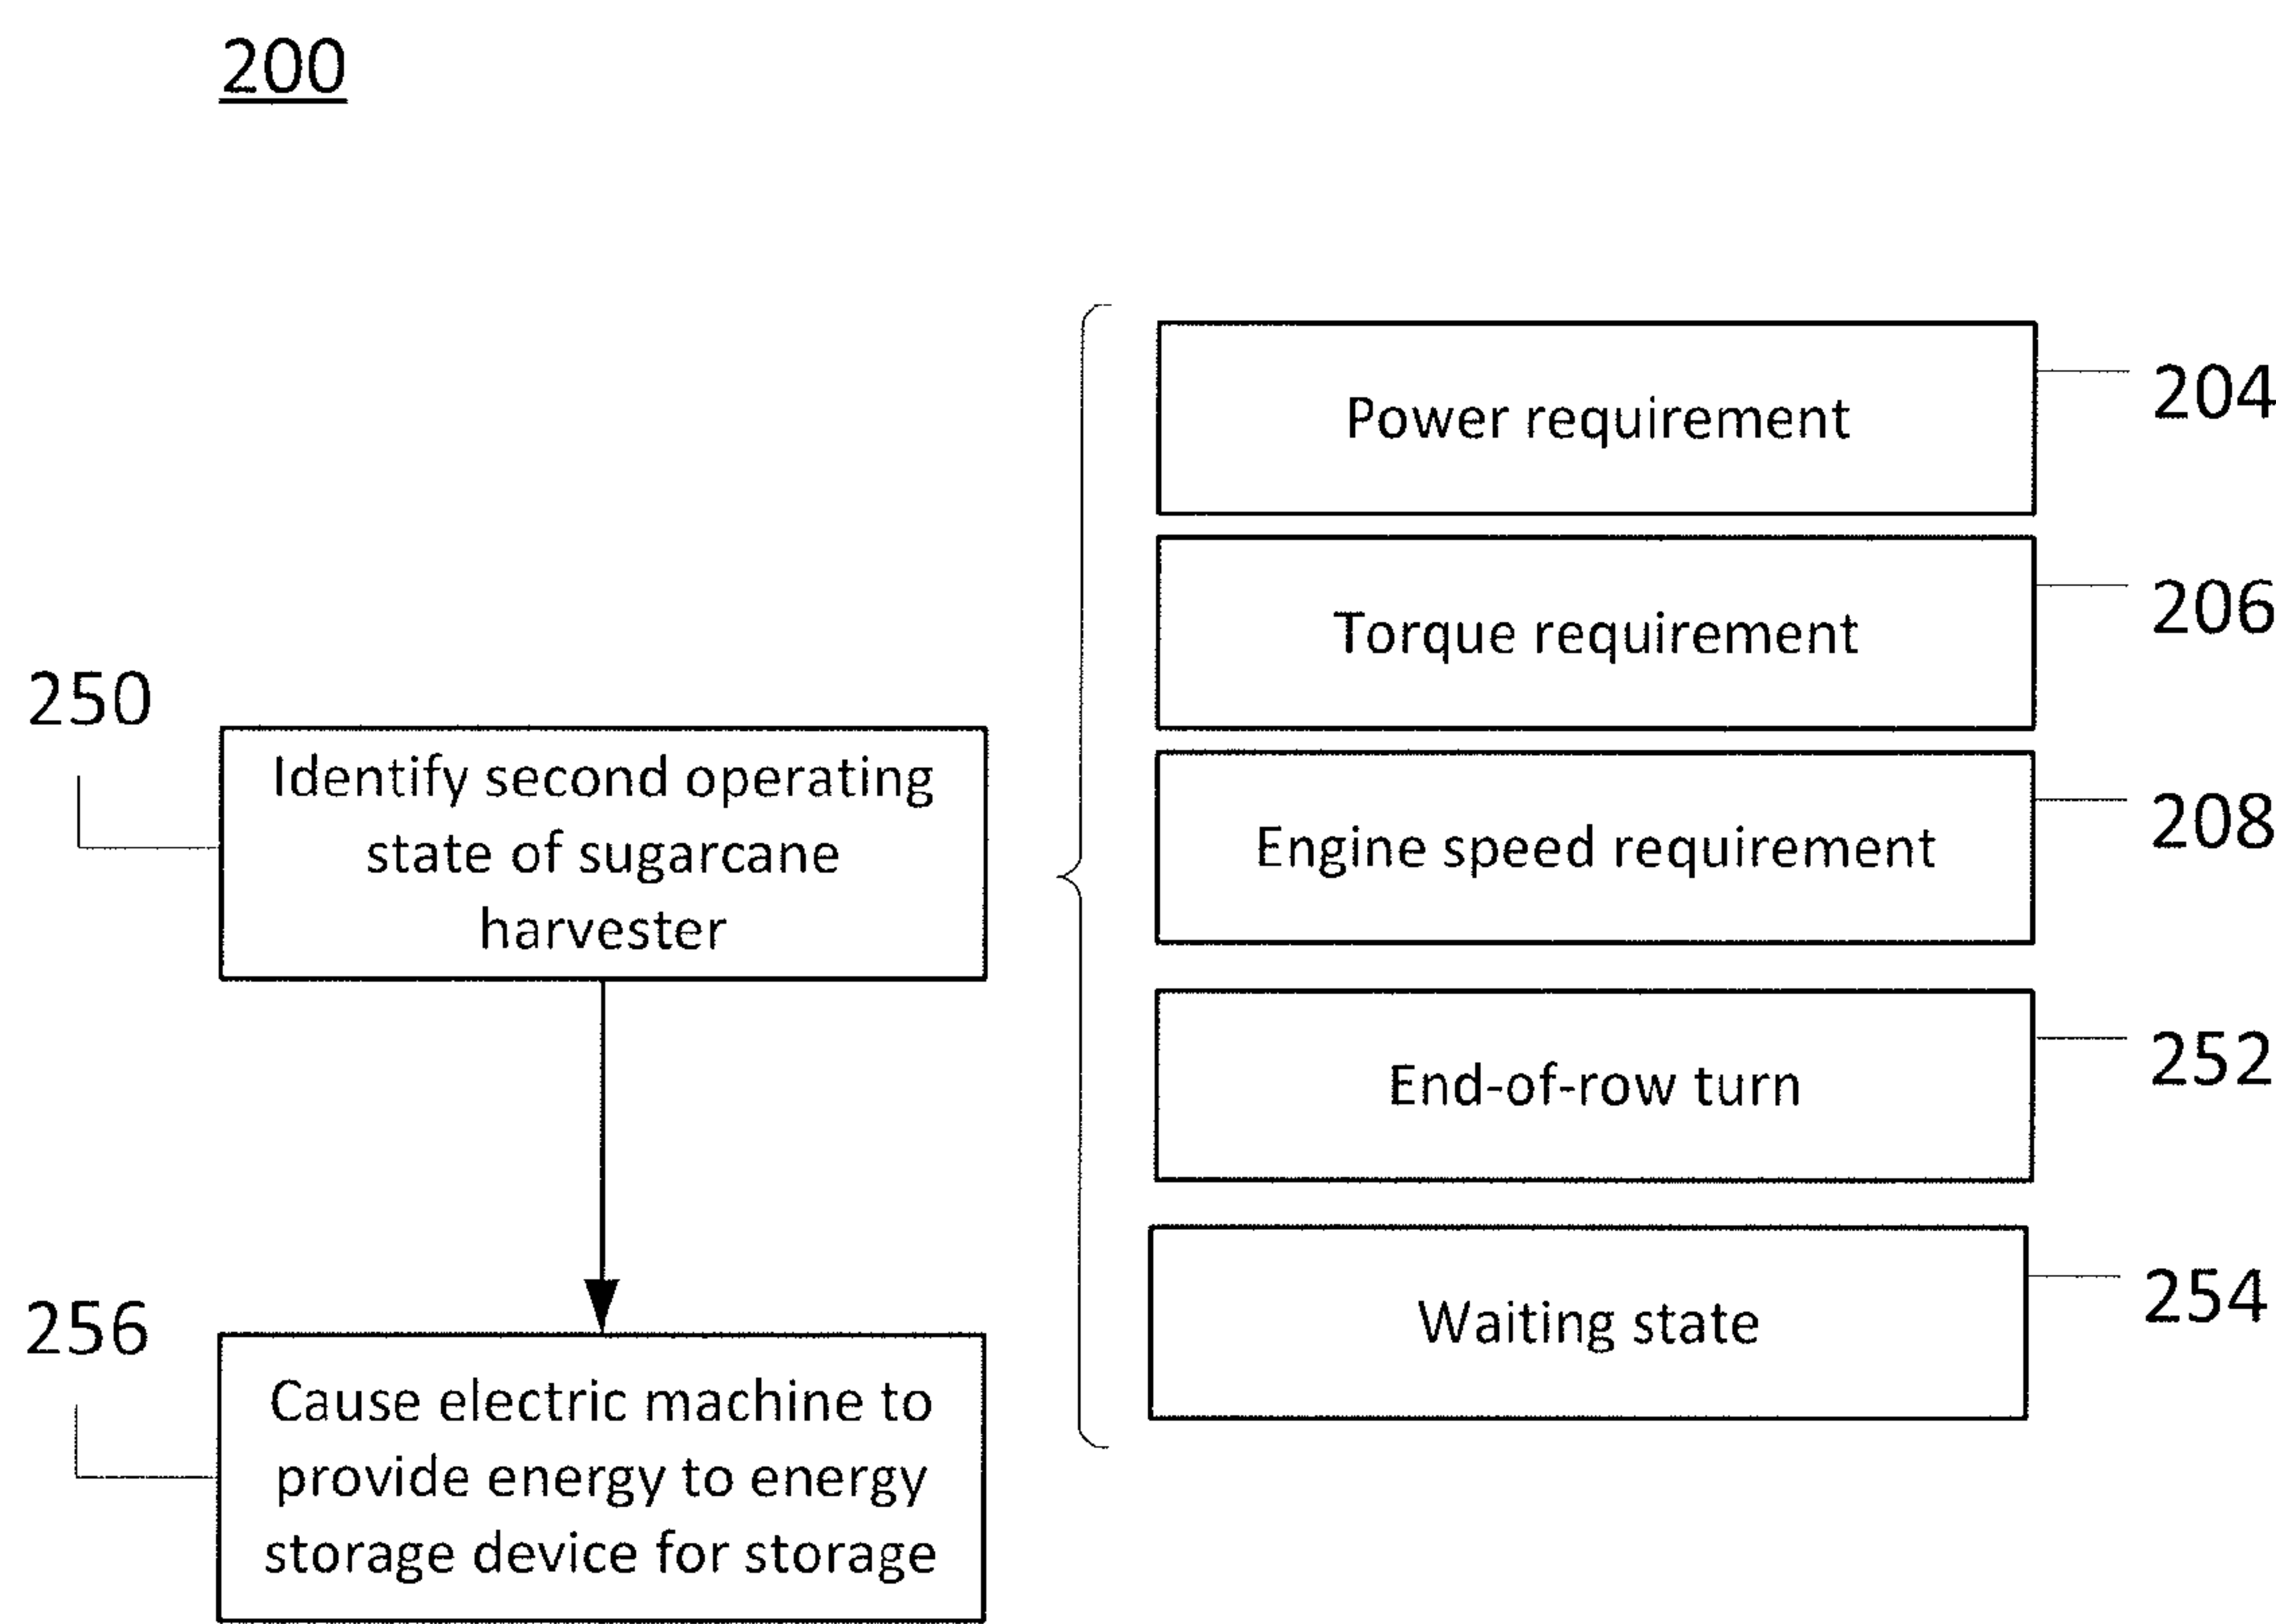 200
Power requirement
204
Torque requirement
206
250
Identify second operating
state of sugarcane
harvester
Engine speed requirement
208
End-of-row turn
252
Waiting state
254
256
Cause electric machine to
provide energy to energy
storage device for storage